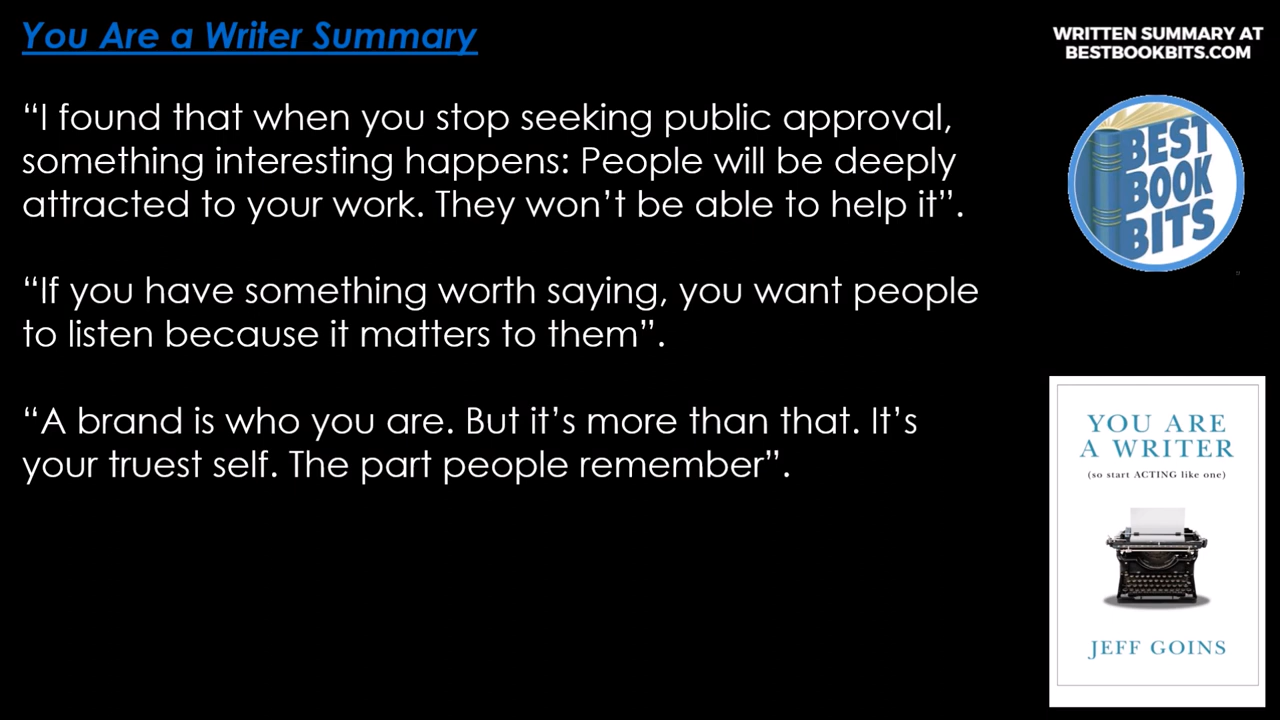 You Are a Writer Summary
WRITTEN SUMMARY AT
BESTBOOKBITS.COM
“I found that when you stop seeking public approval,
something interesting happens: People will be deeply
attracted to your work. They won’t be able to help it”.
“If you have something worth saying, you want people
to listen because it matters to them”.
“A brand is who you are. But it’s more than that. It’s
your truest self. The part people remember”.
BEST
BOOK
BITS
YOU ARE
A WRITER
(so start ACTING like one)
JEFF GOINS